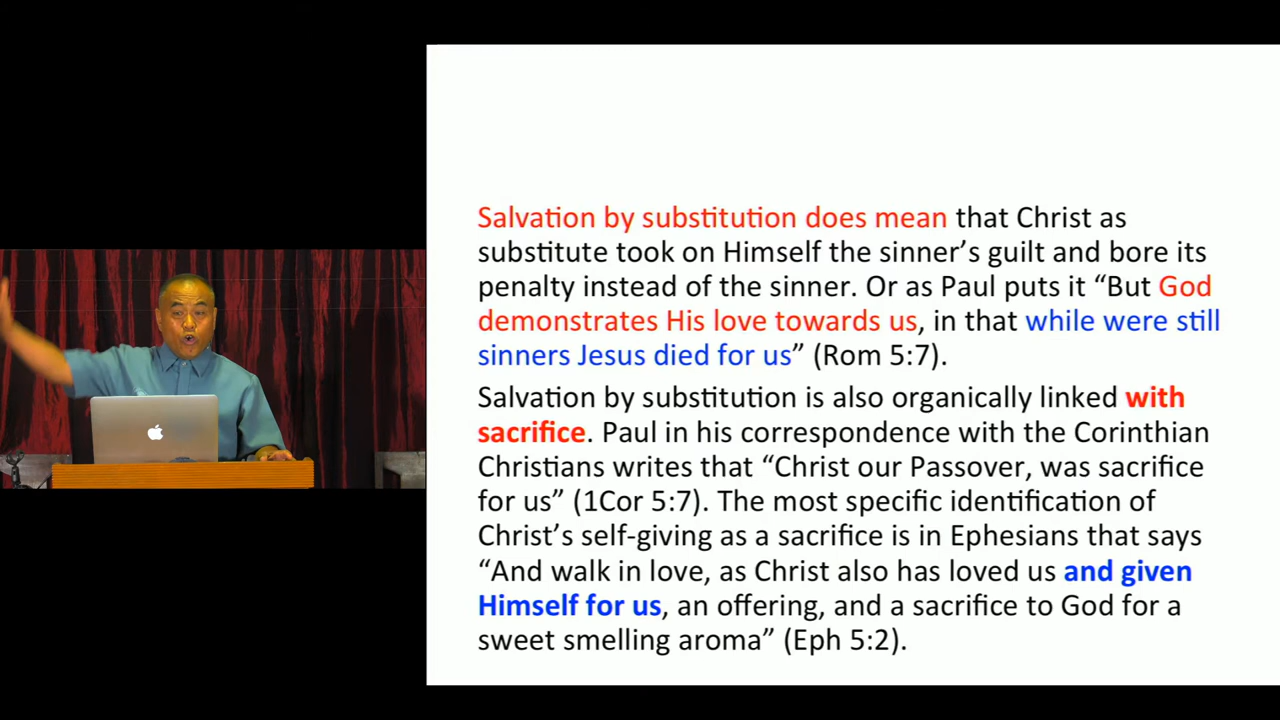 Salvation by substitution does mean that Christ as
substitute took on Himself the sinner’s guilt and bore its
penalty instead of the sinner. Or as Paul puts it “But God
demonstrates His love towards us, in that while were still
sinners Jesus died for us” (Rom 5:7).
Salvation by substitution is also organically linked with
sacrifice. Paul in his correspondence with the Corinthian
Christians writes that “Christ our Passover, was sacrifice
for us” (1Cor 5:7). The most specific identification of
Christ’s self-giving as a sacrifice is in Ephesians that says
“And walk in love, as Christ also has loved us and given
Himself for us, an offering, and a sacrifice to God for a
sweet smelling aroma” (Eph 5:2).